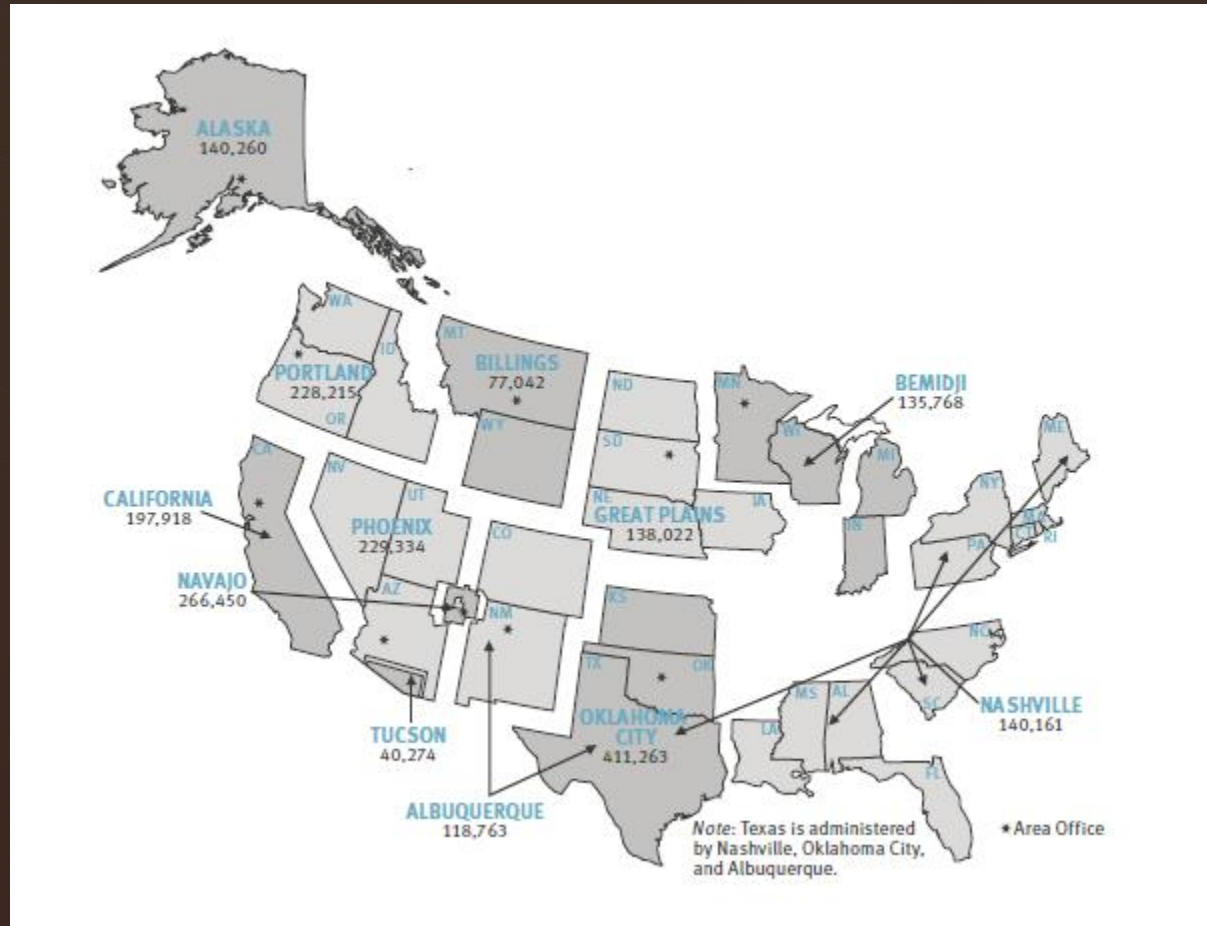 ALASKA
140,260
WA
ID
PORTLAND
228,215
OR
MT
BILLINGS
77,042
WY
ND
SD
NE
IA
GREAT PLAINS
138,022
MN
WI
MI
IN
BEMIDJI
135,768
ME
NY
MA
CT
RI
PA
CA
CALIFORNIA
197,918
NV
UT
PHOENIX
229,334
CO
NAVAJO
266,450
AZ
NM
KS
TX
OK
OKLAHOMA
CITY
411,263
TUCSON
40,274
ALBUQUERQUE
118,763
NC
SC
NASHVILLE
140,161
MS
AL
LA
FL
Note: Texas is administered
by Nashville, Oklahoma City,
and Albuquerque.
* Area Office